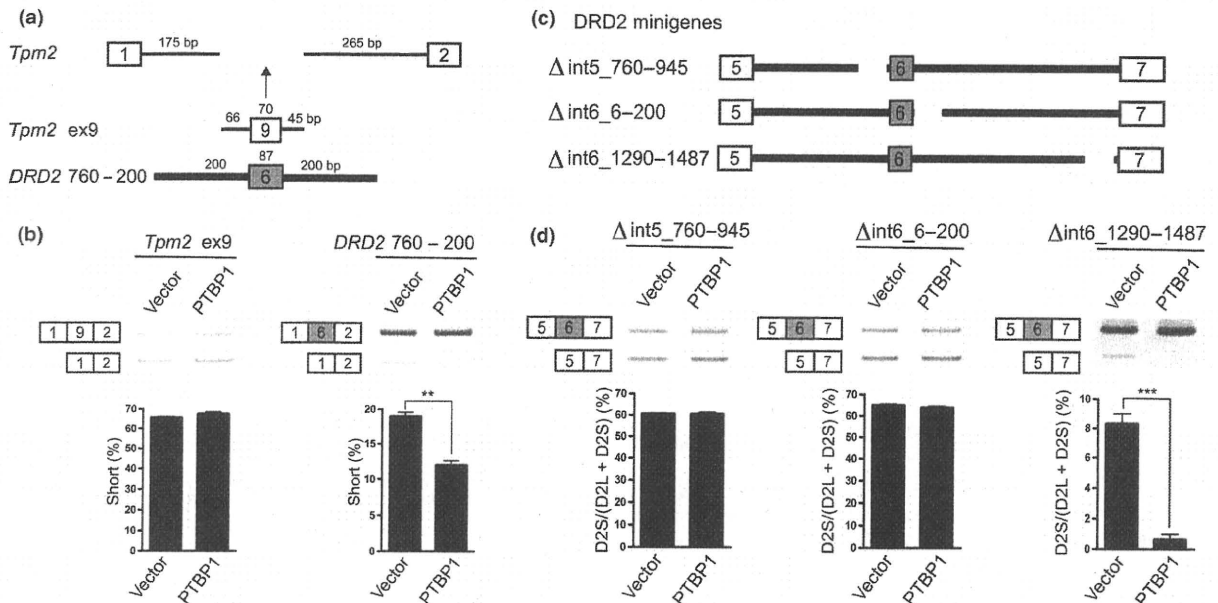 (a)
175 bp
265 bp
Tpm2
1
2
70
66
45 bp
Tpm2 ex9
9
87
200
200 bp
DRD2 760 – 200
6
(c) DRD2 minigenes
Δint5_760–945
5
6
7
Δint6_6–200
5
6
7
Δint6_1290–1487
5
6
7
(b)
Tpm2 ex9
Vector
PTBP1
1 9 2
1 2
Short (%)
70
60
50
40
30
20
10
0
Vector
PTBP1
DRD2 760 – 200
Vector
PTBP1
1 6 2
1 2
Short (%)
20
15
10
5
0
**
Vector
PTBP1
(d)
Δint5_760–945
Vector
PTBP1
5 6 7
5 7
D2S/(D2L + D2S) (%)
70
60
50
40
30
20
10
0
Vector
PTBP1
Δint6_6–200
Vector
PTBP1
5 6 7
5 7
D2S/(D2L + D2S) (%)
70
60
50
40
30
20
10
0
Vector
PTBP1
Δint6_1290–1487
Vector
PTBP1
5 6 7
5 7
D2S/(D2L + D2S) (%)
10
8
6
4
2
0
***
Vector
PTBP1